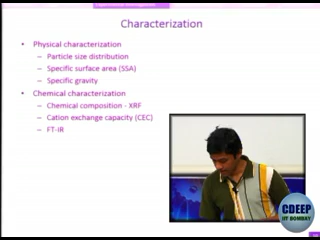 Characterization
• Physical characterization
– Particle size distribution
– Specific surface area (SSA)
– Specific gravity
• Chemical characterization
– Chemical composition - XRF
– Cation exchange capacity (CEC)
– FT-IR
CDEEP
IIT BOMBAY